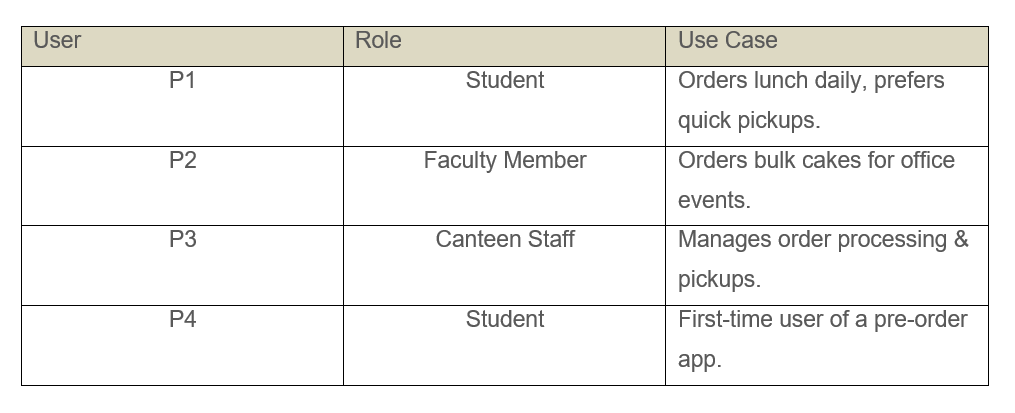 User Role Use Case
P1 Student Orders lunch daily, prefers
quick pickups.
P2 Faculty Member Orders bulk cakes for office
events.
P3 Canteen Staff Manages order processing &
pickups.
P4 Student First-time user of a pre-order
app.